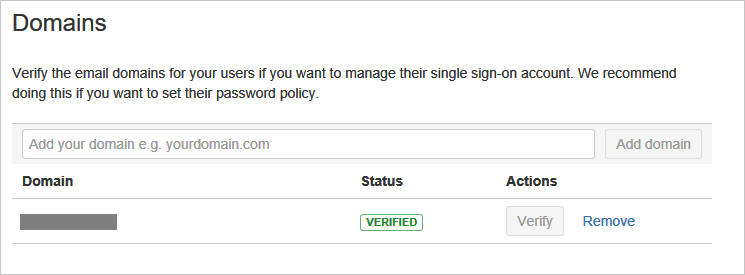 Domains
Verify the email domains for your users if you want to manage their single sign-on account. We recommend
doing this if you want to set their password policy.
Add your domain e.g. yourdomain.com Add domain
Domain Status Actions
VERIFIED Verify Remove